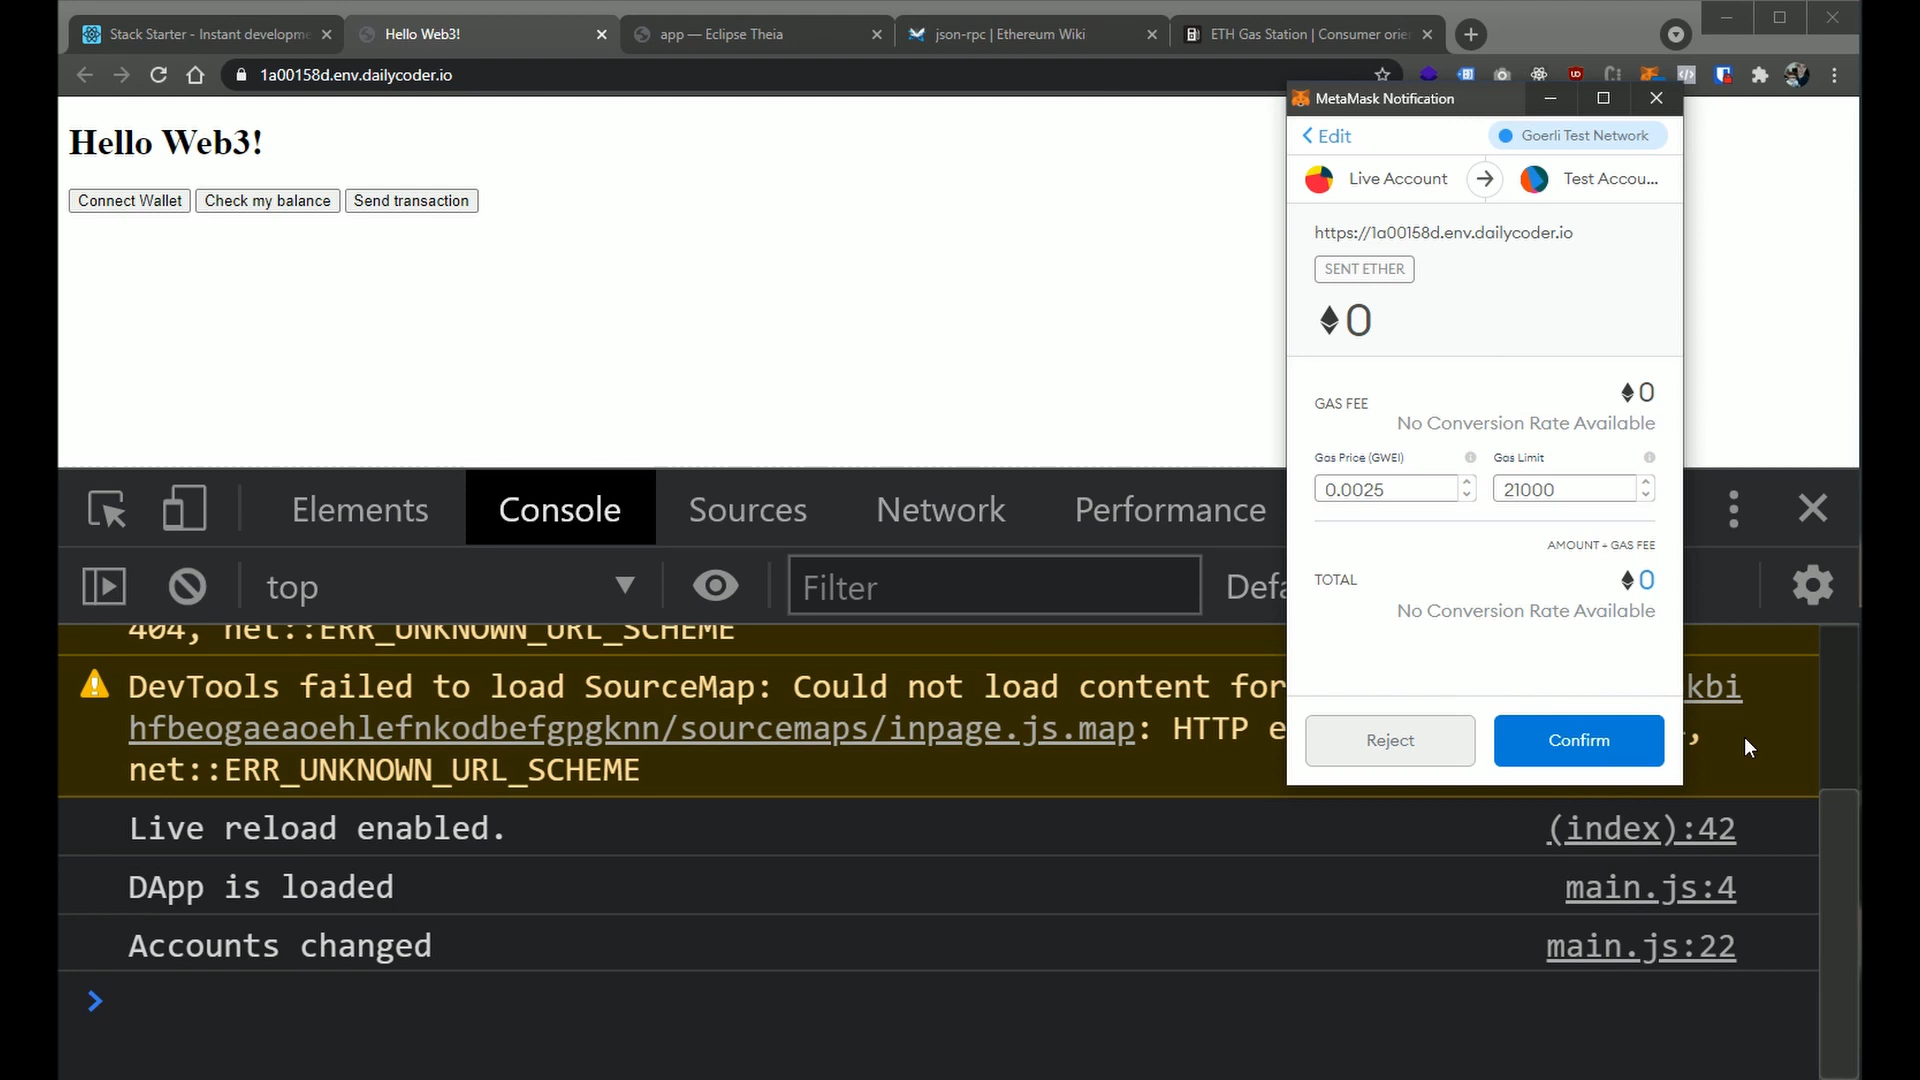 Stack Starter - Instant developme
Hello Web3!
app — Eclipse Theia
json-rpc | Ethereum Wiki
ETH Gas Station | Consumer orie
1a00158d.env.dailycoder.io
Hello Web3!
Connect Wallet
Check my balance
Send transaction
MetaMask Notification
Edit
Goerli Test Network
Live Account
Test Accou...
https://1a00158d.env.dailycoder.io
SENT ETHER
0
GAS FEE
0
No Conversion Rate Available
Gas Price (GWEI)
Gas Limit
0.0025
21000
AMOUNT + GAS FEE
TOTAL
0
No Conversion Rate Available
Reject
Confirm
Elements
Console
Sources
Network
Performance
top
Filter
Defa
404, net::ERR_UNKNOWN_URL_SCHEME
DevTools failed to load SourceMap: Could not load content for kbi
hfbeogaeaoehlefnkodbefgpgknn/sourcemaps/inpage.js.map: HTTP e ,
net::ERR_UNKNOWN_URL_SCHEME
Live reload enabled. (index):42
DApp is loaded main.js:4
Accounts changed main.js:22